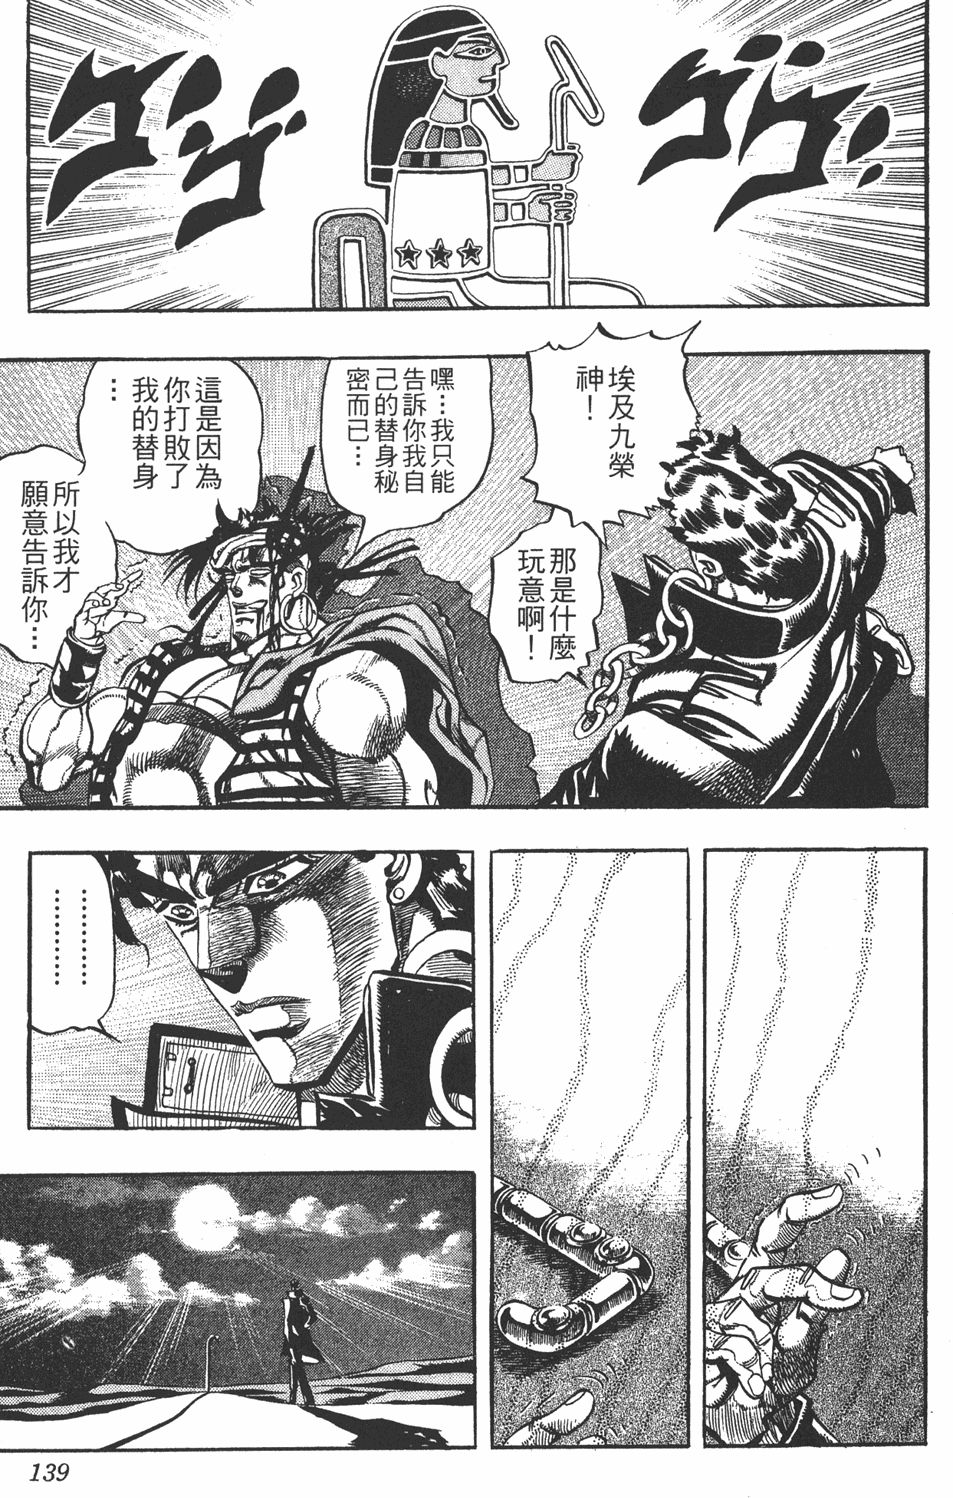 ゴゴゴ
ゴゴ！
埃及九榮
神！
那是什麼
玩意啊！
嘿…我只能
告訴你我自
己的替身秘
密而已…
這是因為
你打敗了
我的替身
…
所以我才
願意告訴你…
………
………
139